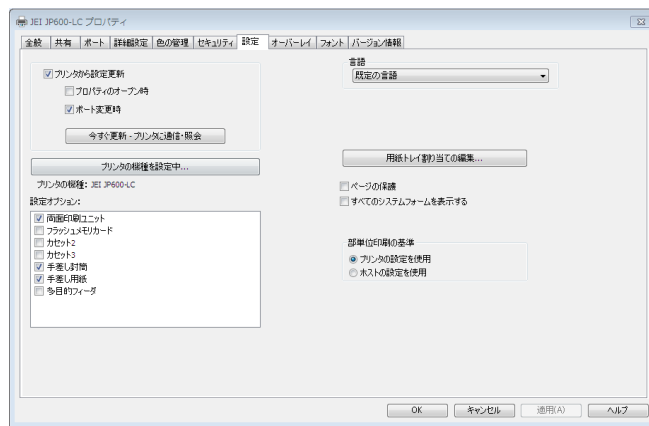 JEI JP600-LC プロパティ
全般 共有 ポート 詳細設定 色の管理 セキュリティ 設定 オーバーレイ フォント バージョン情報
プリンタから設定更新
プロパティのオープン時
ポート変更時
今すぐ更新 - プリンタに通信・照会
プリンタの機種を設定中...
プリンタの機種: JEI JP600-LC
設定オプション:
両面印刷ユニット
フラッシュメモリカード
カセット2
カセット3
手差し封筒
手差し用紙
多目的フィーダ
言語
既定の言語
用紙トレイ割り当ての編集...
ページの保護
すべてのシステムフォームを表示する
部単位印刷の基準
プリンタの設定を使用
ホストの設定を使用
OK キャンセル 適用(A) ヘルプ